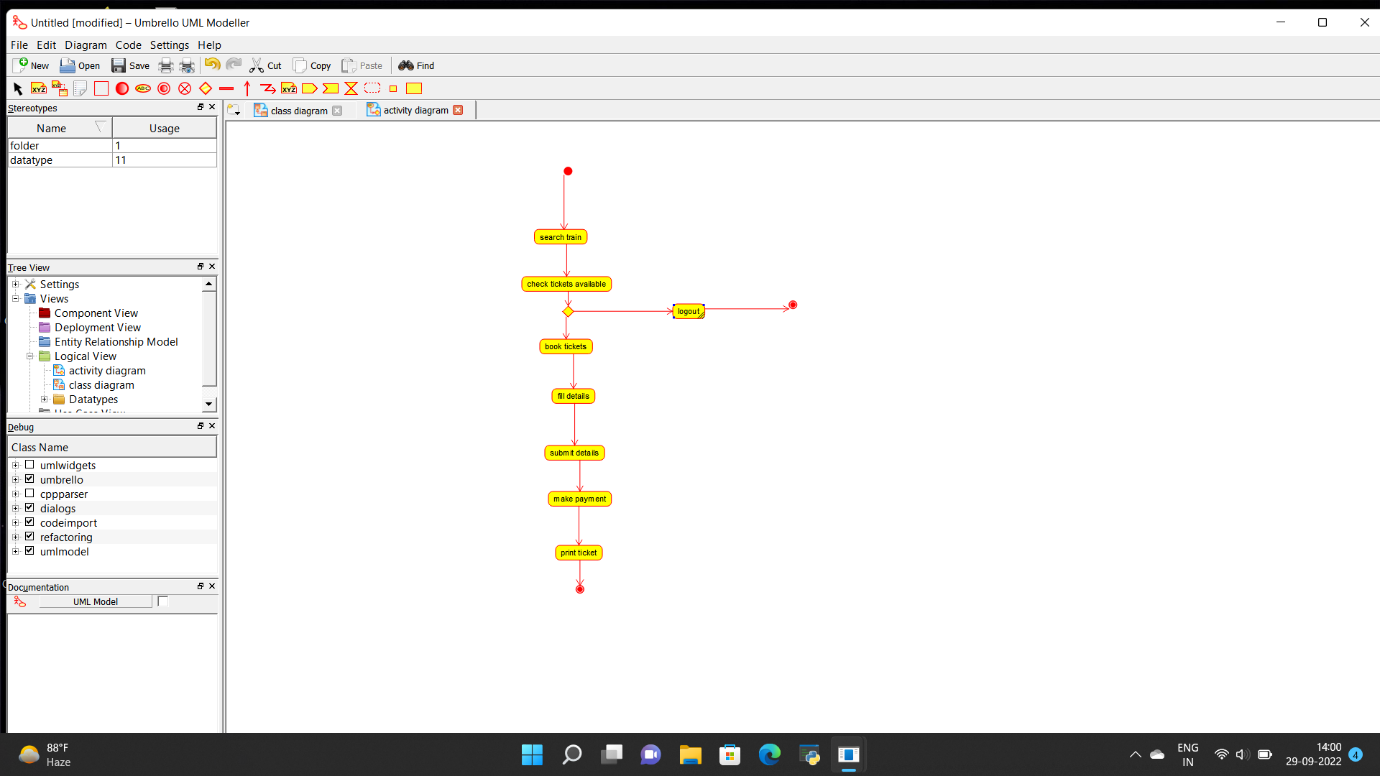 Untitled [modified] – Umbrello UML Modeller
File Edit Diagram Code Settings Help
New Open Save Cut Copy Paste Find
XYZ ABC XYZ
Stereotypes
class diagram activity diagram
Name Usage
folder 1
datatype 11
search train
Tree View
Settings
check tickets available
Views
Component View
logout
Deployment View
Entity Relationship Model
book tickets
Logical View
activity diagram
class diagram
Datatypes
fill details
Debug
Class Name
submit details
umlwidgets
umbrello
cppparser
make payment
dialogs
codeimport
refactoring
umlmodel
print ticket
Documentation
UML Model
88°F
Haze
ENG
IN
14:00
29-09-2022
4